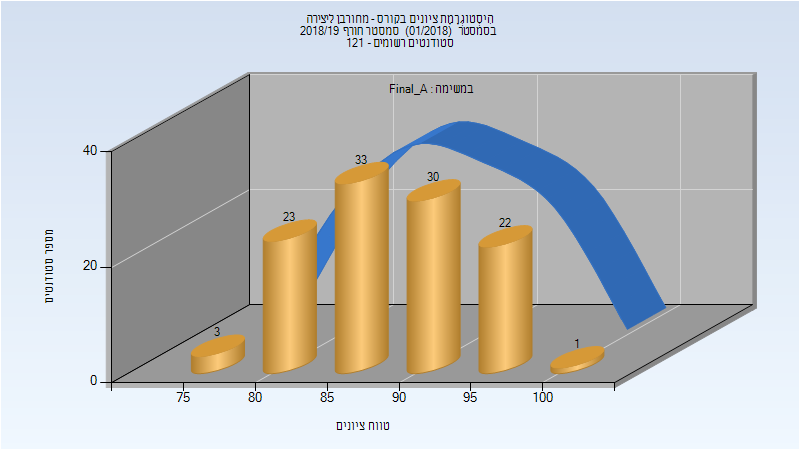 היסטוגרמת ציונים בקורס - מחורבן ליצירה
בסמסטר (01/2018) סמסטר חורף 2018/19
סטודנטים רשומים - 121
במשימה : Final_A
40
20
0
מספר סטודנטים
3
23
33
30
22
1
75
80
85
90
95
100
טווח ציונים